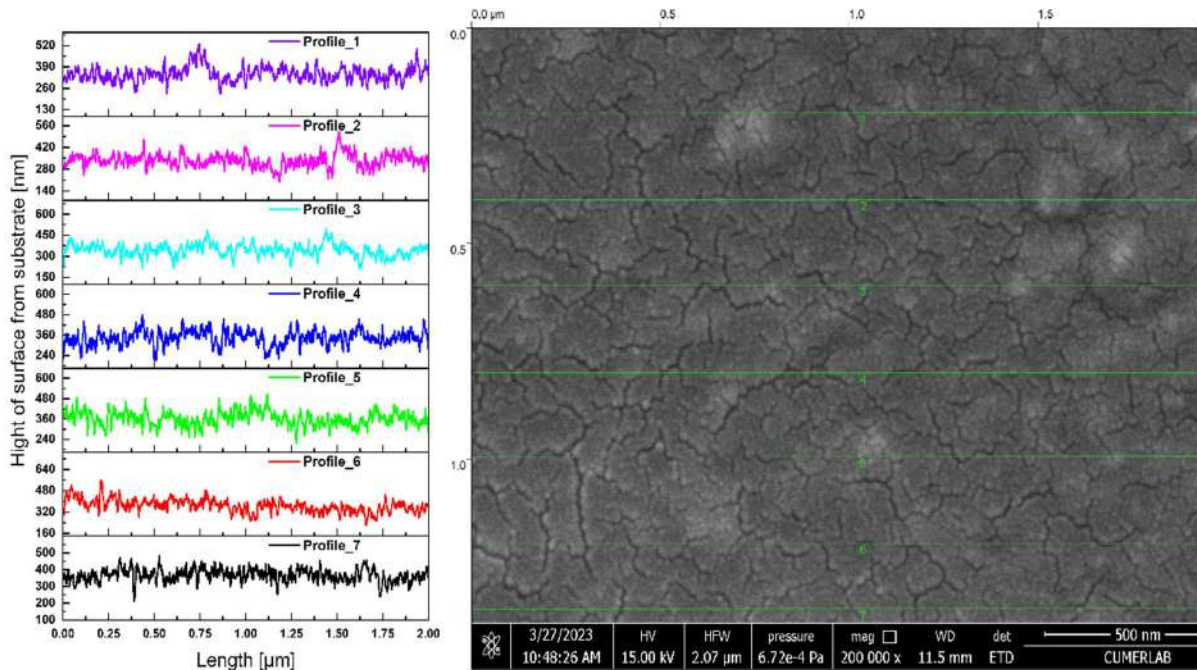 Hight of surface from substrate [nm]
Profile_1
520
390
260
130
Profile_2
560
420
280
140
Profile_3
600
450
300
150
Profile_4
600
480
360
240
Profile_5
600
480
360
240
Profile_6
640
480
320
160
Profile_7
500
400
300
200
100
0.00 0.25 0.50 0.75 1.00 1.25 1.50 1.75 2.00
Length [µm]
0.0 µm 0.5 1.0 1.5
0.0
0.5
1.0
1
2
3
4
5
6
7
3/27/2023
10:48:26 AM
HV
15.00 kV
HFW
2.07 µm
pressure
6.72e-4 Pa
mag
200 000 x
WD
11.5 mm
det
ETD
500 nm
CUMERLAB